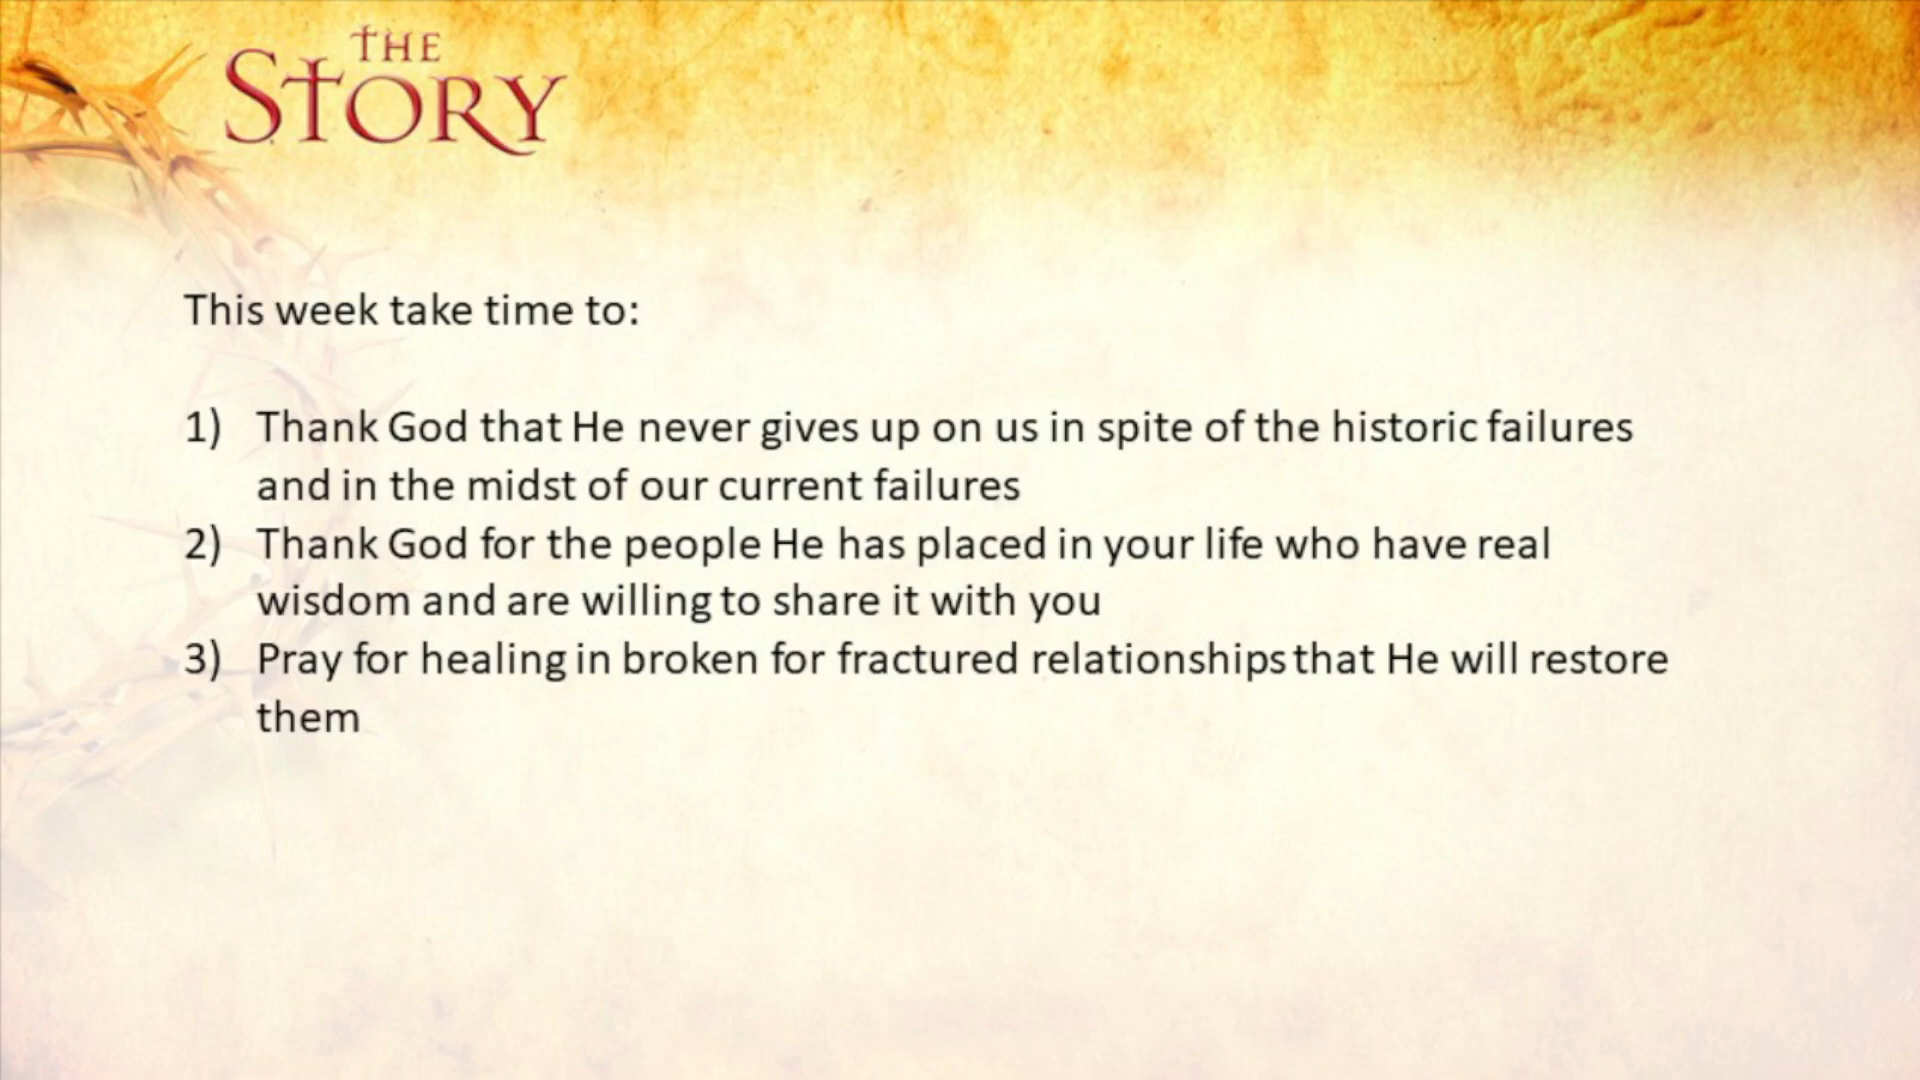 THE
STORY
This week take time to:
1) Thank God that He never gives up on us in spite of the historic failures
and in the midst of our current failures
2) Thank God for the people He has placed in your life who have real
wisdom and are willing to share it with you
3) Pray for healing in broken for fractured relationships that He will restore
them